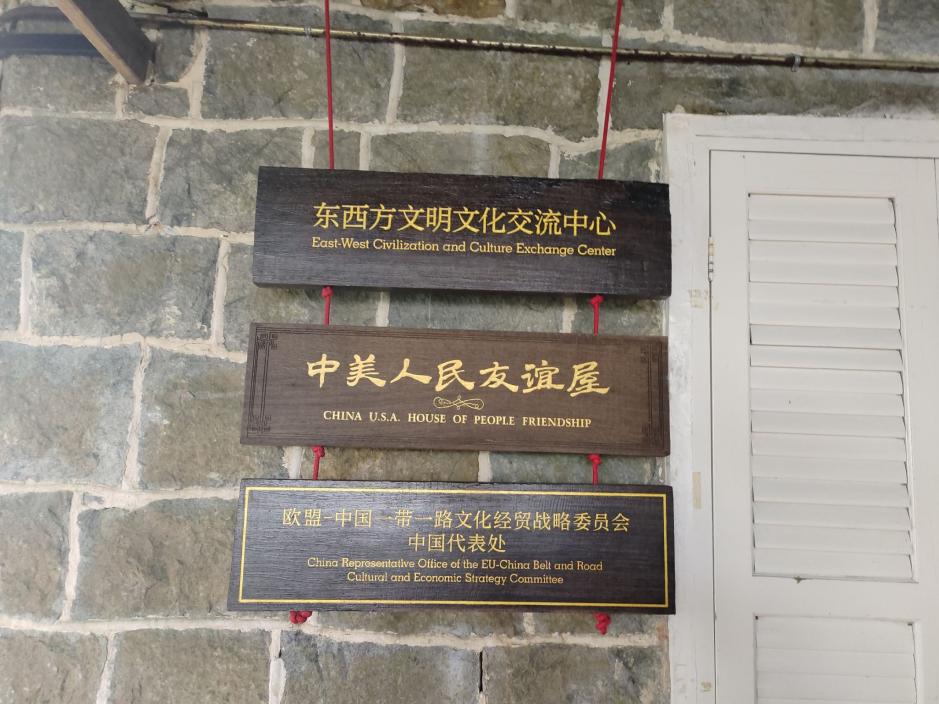 东西方文明文化交流中心
East-West Civilization and Culture Exchange Center
中美人民友谊屋
CHINA U.S.A. HOUSE OF PEOPLE FRIENDSHIP
欧盟-中国一带一路文化经贸战略委员会
中国代表处
China Representative Office of the EU-China Belt and Road
Cultural and Economic Strategy Committee